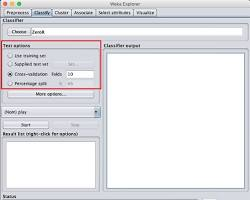 Weka Explorer
Preprocess Classify Cluster Associate Select attributes Visualize
Classifier
Choose ZeroR
Test options
Use training set
Supplied test set Set...
Cross-validation Folds 10
Percentage split % 66
More options...
(Nom) play
Start Stop
Result list (right-click for options)
Classifier output
Status